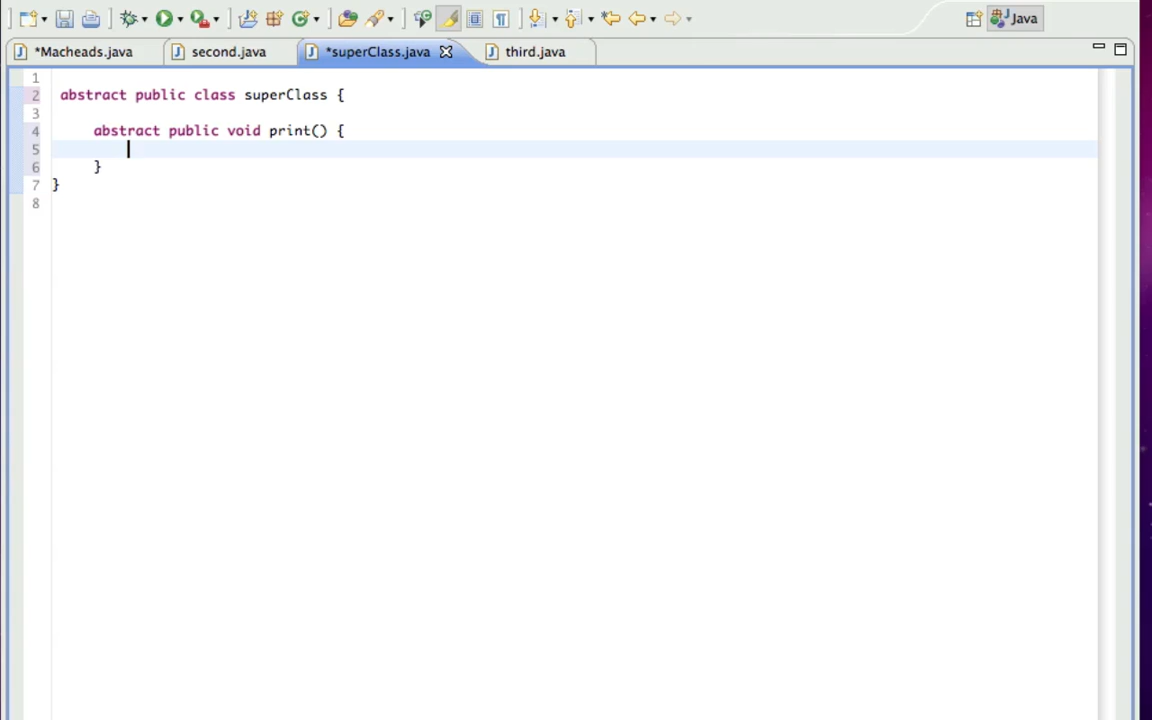 Java
*Macheads.java
second.java
*superClass.java
third.java
1
2 abstract public class superClass {
3
4 abstract public void print() {
5
6 }
7 }
8